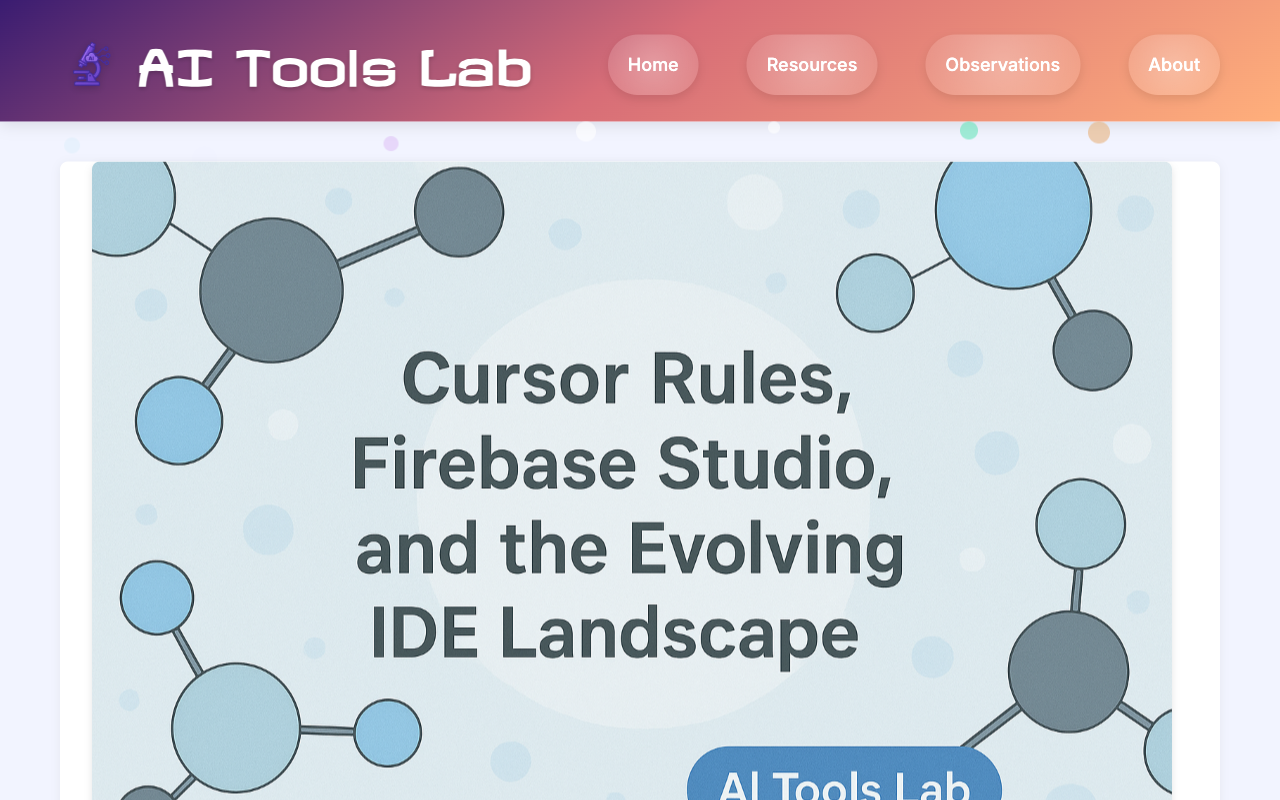 AI Tools Lab
Home
Resources
Observations
About
Cursor Rules,
Firebase Studio,
and the Evolving
IDE Landscape
AI Tools Lab